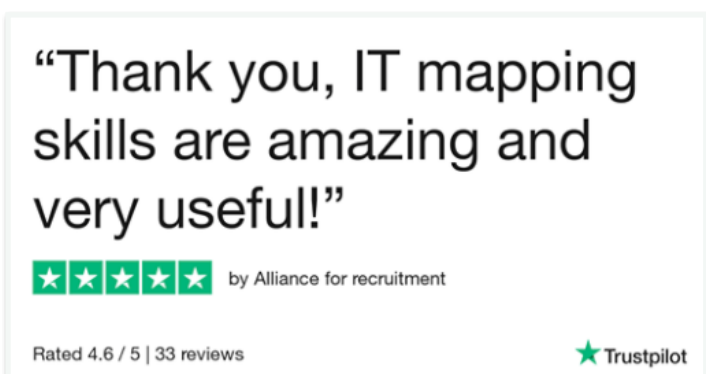 “Thank you, IT mapping
skills are amazing and
very useful!”
by Alliance for recruitment
Rated 4.6 / 5 | 33 reviews
Trustpilot